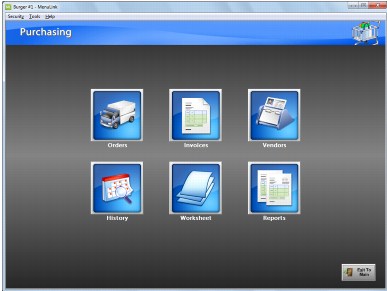 Burger #1 - MenuLink
Security Tools Help
Purchasing
Orders Invoices Vendors
History Worksheet Reports
Exit To
Main